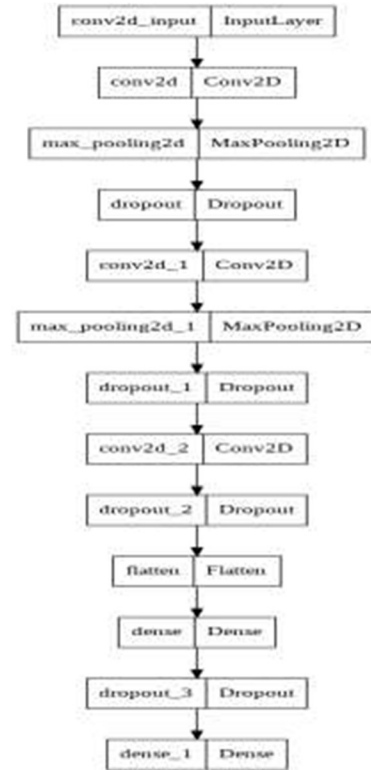 conv2d_input InputLayer
conv2d Conv2D
max_pooling2d MaxPooling2D
dropout Dropout
conv2d_1 Conv2D
max_pooling2d_1 MaxPooling2D
dropout_1 Dropout
conv2d_2 Conv2D
dropout_2 Dropout
flatten Flatten
dense Dense
dropout_3 Dropout
dense_1 Dense